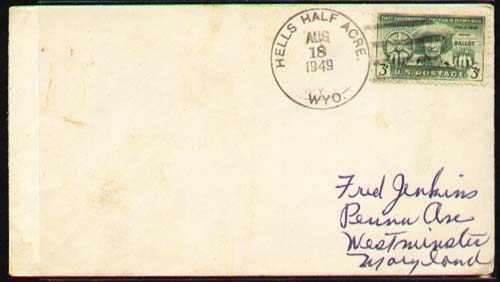 HELLS HALF ACRE.
AUG
18
1949
WYO.
BALLOT
3¢ U.S. POSTAGE 3¢
Fred Jenkins
Penna Ave
Westminster
Maryland